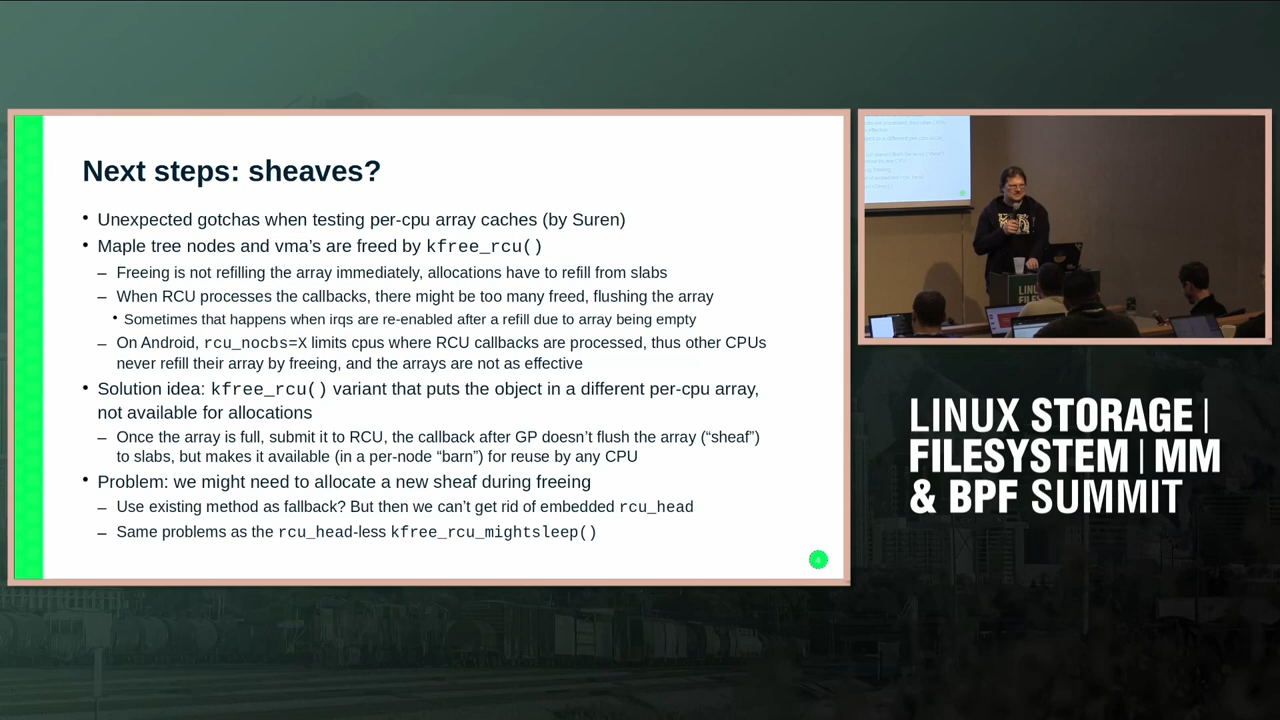 Next steps: sheaves?
• Unexpected gotchas when testing per-cpu array caches (by Suren)
• Maple tree nodes and vma's are freed by kfree_rcu()
– Freeing is not refilling the array immediately, allocations have to refill from slabs
– When RCU processes the callbacks, there might be too many freed, flushing the array
• Sometimes that happens when irqs are re-enabled after a refill due to array being empty
– On Android, rcu_nocbs=X limits cpus where RCU callbacks are processed, thus other CPUs
never refill their array by freeing, and the arrays are not as effective
• Solution idea: kfree_rcu() variant that puts the object in a different per-cpu array,
not available for allocations
– Once the array is full, submit it to RCU, the callback after GP doesn't flush the array (“sheaf”)
to slabs, but makes it available (in a per-node “barn”) for reuse by any CPU
• Problem: we might need to allocate a new sheaf during freeing
– Use existing method as fallback? But then we can't get rid of embedded rcu_head
– Same problems as the rcu_head-less kfree_rcu_mightsleep()
4
LINUX STORAGE |
FILESYSTEM | MM
& BPF SUMMIT